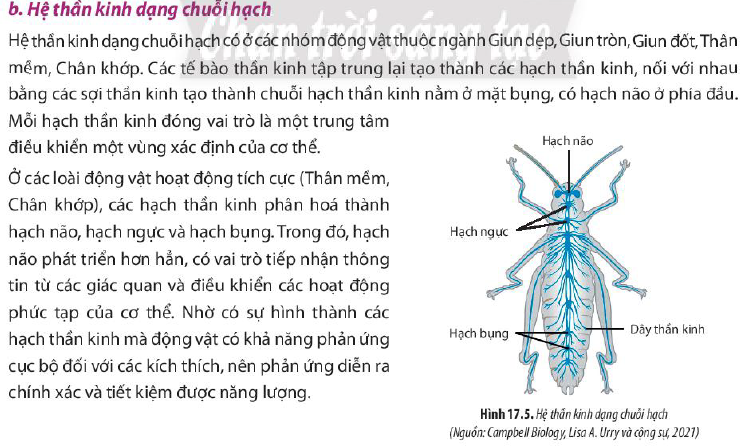 b. Hệ thần kinh dạng chuỗi hạch
Chân trời sáng tạo
Hệ thần kinh dạng chuỗi hạch có ở các nhóm động vật thuộc ngành Giun dẹp, Giun tròn, Giun đốt, Thân
mềm, Chân khớp. Các tế bào thần kinh tập trung lại tạo thành các hạch thần kinh, nối với nhau
bằng các sợi thần kinh tạo thành chuỗi hạch thần kinh nằm ở mặt bụng, có hạch não ở phía đầu.
Mỗi hạch thần kinh đóng vai trò là một trung tâm
điều khiển một vùng xác định của cơ thể.
Ở các loài động vật hoạt động tích cực (Thân mềm,
Chân khớp), các hạch thần kinh phân hoá thành
hạch não, hạch ngực và hạch bụng. Trong đó, hạch
não phát triển hơn hẳn, có vai trò tiếp nhận thông
tin từ các giác quan và điều khiển các hoạt động
phức tạp của cơ thể. Nhờ có sự hình thành các
hạch thần kinh mà động vật có khả năng phản ứng
cục bộ đối với các kích thích, nên phản ứng diễn ra
chính xác và tiết kiệm được năng lượng.
Hạch não
Hạch ngực
Hạch bụng
Dây thần kinh
Hình 17.5. Hệ thần kinh dạng chuỗi hạch
(Nguồn: Campbell Biology, Lisa A. Urry và cộng sự, 2021)